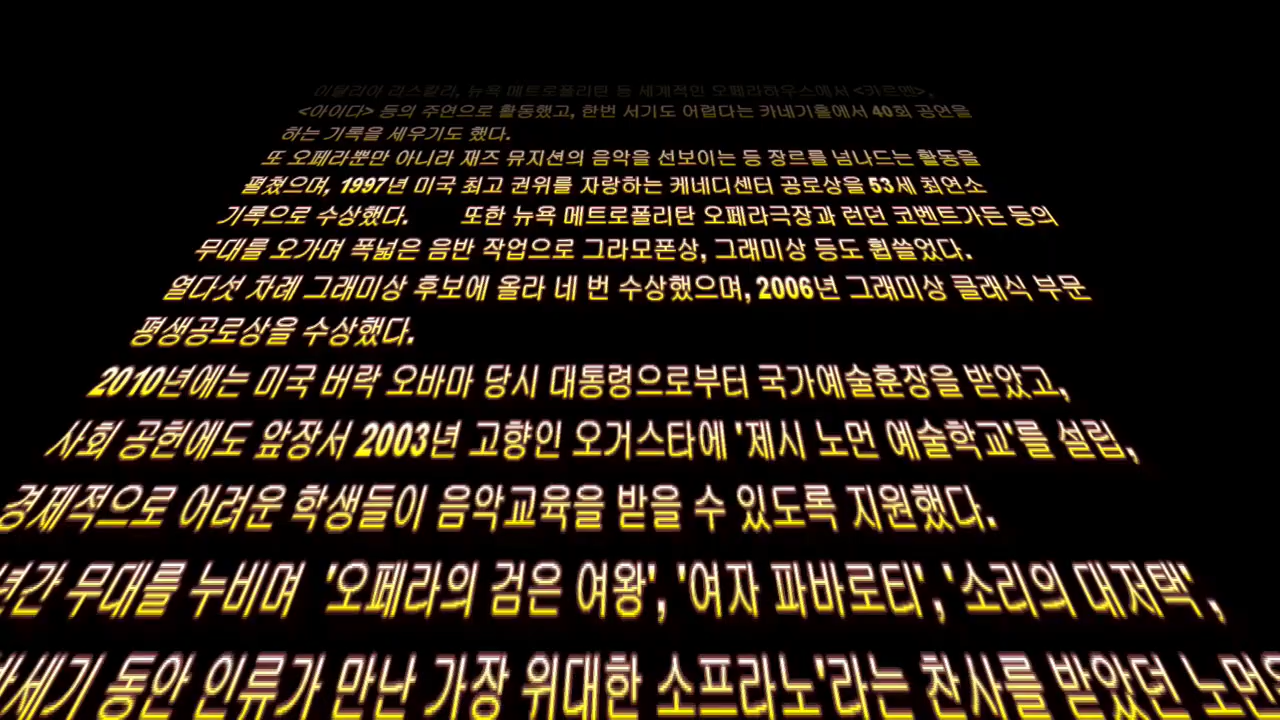 이탈리아 라스칼라, 뉴욕 메트로폴리탄 등 세계적인 오페라하우스에서 <카르멘>,
<아이다> 등의 주연으로 활동했고, 한번 서기도 어렵다는 카네기홀에서 40회 공연을
하는 기록을 세우기도 했다.
또 오페라뿐만 아니라 재즈 뮤지션의 음악을 선보이는 등 장르를 넘나드는 활동을
펼쳤으며, 1997년 미국 최고 권위를 자랑하는 케네디센터 공로상을 53세 최연소
기록으로 수상했다. 또한 뉴욕 메트로폴리탄 오페라극장과 런던 코벤트가든 등의
무대를 오가며 폭넓은 음반 작업으로 그라모폰상, 그래미상 등도 휩쓸었다.
열다섯 차례 그래미상 후보에 올라 네 번 수상했으며, 2006년 그래미상 클래식 부문
평생공로상을 수상했다.
2010년에는 미국 버락 오바마 당시 대통령으로부터 국가예술훈장을 받았고,
사회 공헌에도 앞장서 2003년 고향인 오거스타에 '제시 노먼 예술학교'를 설립,
경제적으로 어려운 학생들이 음악교육을 받을 수 있도록 지원했다.
년간 무대를 누비며 '오페라의 검은 여왕', '여자 파바로티', '소리의 대저택',
반세기 동안 인류가 만난 가장 위대한 소프라노'라는 찬사를 받았던